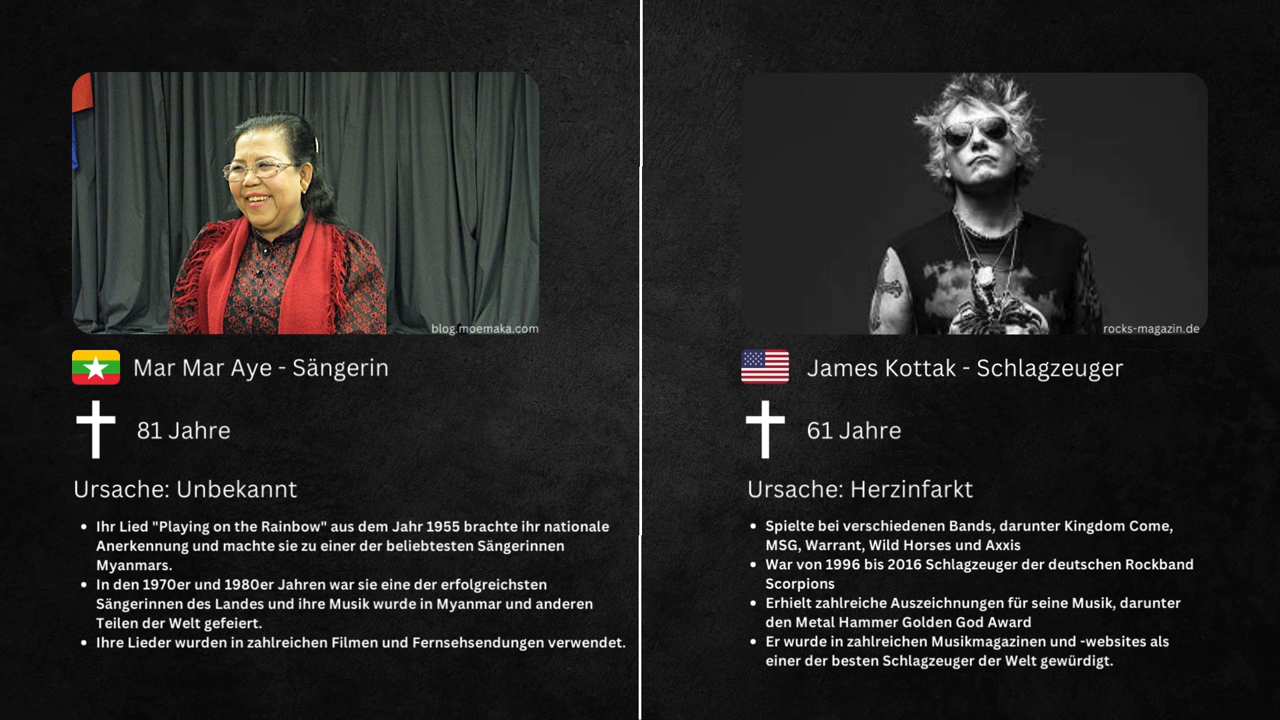 blog.moemaka.com
Mar Mar Aye - Sängerin
81 Jahre
Ursache: Unbekannt
• Ihr Lied "Playing on the Rainbow" aus dem Jahr 1955 brachte ihr nationale
Anerkennung und machte sie zu einer der beliebtesten Sängerinnen
Myanmars.
• In den 1970er und 1980er Jahren war sie eine der erfolgreichsten
Sängerinnen des Landes und ihre Musik wurde in Myanmar und anderen
Teilen der Welt gefeiert.
• Ihre Lieder wurden in zahlreichen Filmen und Fernsehsendungen verwendet.
rocks-magazin.de
James Kottak - Schlagzeuger
61 Jahre
Ursache: Herzinfarkt
• Spielte bei verschiedenen Bands, darunter Kingdom Come,
MSG, Warrant, Wild Horses und Axxis
• War von 1996 bis 2016 Schlagzeuger der deutschen Rockband
Scorpions
• Erhielt zahlreiche Auszeichnungen für seine Musik, darunter
den Metal Hammer Golden God Award
• Er wurde in zahlreichen Musikmagazinen und -websites als
einer der besten Schlagzeuger der Welt gewürdigt.